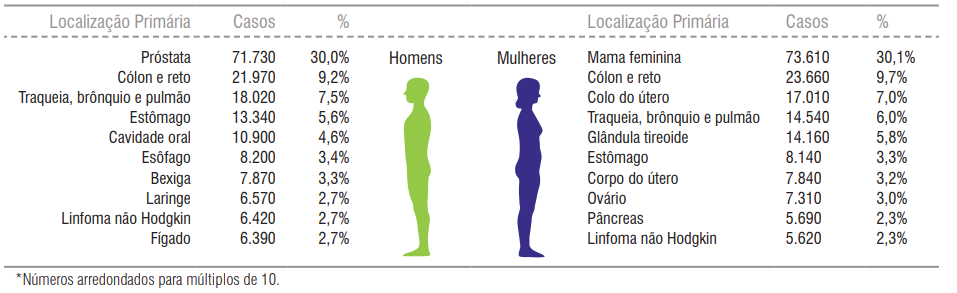 Localização Primária Casos % Localização Primária Casos %
Próstata 71.730 30,0% Homens Mulheres Mama feminina 73.610 30,1%
Cólon e reto 21.970 9,2% Cólon e reto 23.660 9,7%
Traqueia, brônquio e pulmão 18.020 7,5% Colo do útero 17.010 7,0%
Estômago 13.340 5,6% Traqueia, brônquio e pulmão 14.540 6,0%
Cavidade oral 10.900 4,6% Glândula tireoide 14.160 5,8%
Esôfago 8.200 3,4% Estômago 8.140 3,3%
Bexiga 7.870 3,3% Corpo do útero 7.840 3,2%
Laringe 6.570 2,7% Ovário 7.310 3,0%
Linfoma não Hodgkin 6.420 2,7% Pâncreas 5.690 2,3%
Fígado 6.390 2,7% Linfoma não Hodgkin 5.620 2,3%
*Números arredondados para múltiplos de 10.